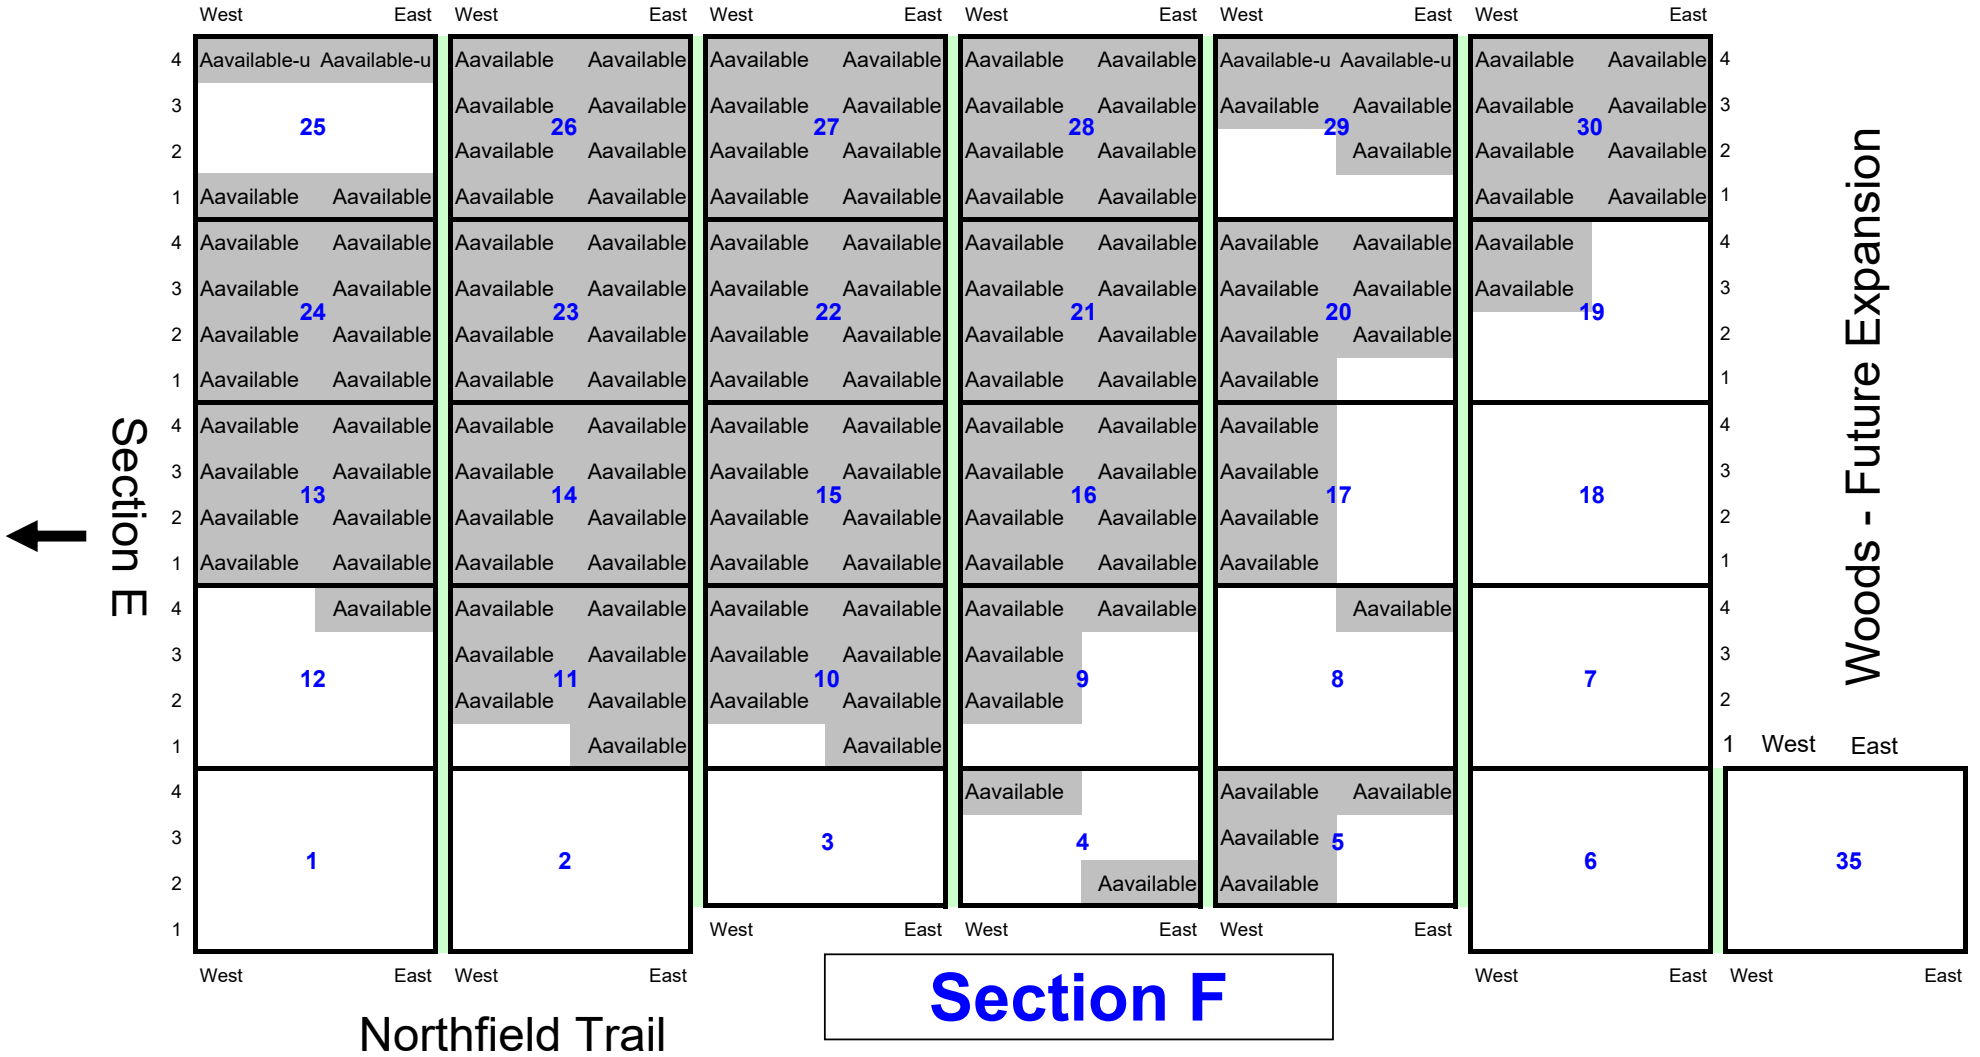 West East West East West East West East West East West East
4 Aavailable-u Aavailable-u Aavailable Aavailable Aavailable Aavailable Aavailable Aavailable Aavailable-u Aavailable-u Aavailable Aavailable 4
3 Aavailable Aavailable Aavailable Aavailable Aavailable Aavailable Aavailable Aavailable Aavailable Aavailable 3
25 26 27 28 29 30
2 Aavailable Aavailable Aavailable Aavailable Aavailable Aavailable Aavailable Aavailable Aavailable 2
1 Aavailable Aavailable Aavailable Aavailable Aavailable Aavailable Aavailable Aavailable Aavailable Aavailable 1
4 Aavailable Aavailable Aavailable Aavailable Aavailable Aavailable Aavailable Aavailable Aavailable Aavailable Aavailable 4
3 Aavailable Aavailable Aavailable Aavailable Aavailable Aavailable Aavailable Aavailable Aavailable Aavailable Aavailable 3
24 23 22 21 20 19
2 Aavailable Aavailable Aavailable Aavailable Aavailable Aavailable Aavailable Aavailable Aavailable Aavailable 2
1 Aavailable Aavailable Aavailable Aavailable Aavailable Aavailable Aavailable Aavailable Aavailable 1
4 Aavailable Aavailable Aavailable Aavailable Aavailable Aavailable Aavailable Aavailable Aavailable 4
3 Aavailable Aavailable Aavailable Aavailable Aavailable Aavailable Aavailable Aavailable Aavailable 3
13 14 15 16 17 18
2 Aavailable Aavailable Aavailable Aavailable Aavailable Aavailable Aavailable Aavailable Aavailable 2
1 Aavailable Aavailable Aavailable Aavailable Aavailable Aavailable Aavailable Aavailable Aavailable 1
4 Aavailable Aavailable Aavailable Aavailable Aavailable Aavailable Aavailable Aavailable 4
3 Aavailable Aavailable Aavailable Aavailable Aavailable 3
12 11 10 9 8 7
2 Aavailable Aavailable Aavailable Aavailable Aavailable 2
1 Aavailable Aavailable 1 West East
4 Aavailable Aavailable Aavailable
3 Aavailable
1 2 3 4 5 6 35
2 Aavailable Aavailable
1 West East West East West East
West East West East West East West East
Section E
Woods - Future Expansion
Section F
Northfield Trail